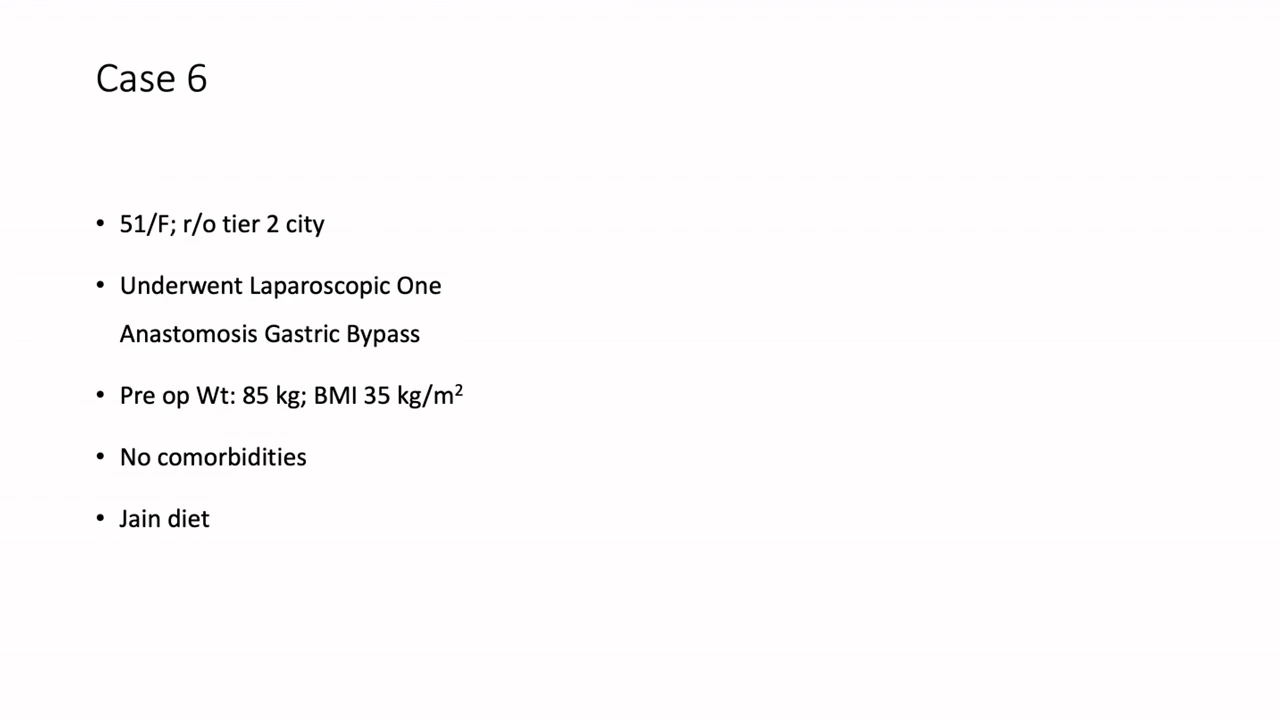 Case 6
• 51/F; r/o tier 2 city
• Underwent Laparoscopic One
Anastomosis Gastric Bypass
• Pre op Wt: 85 kg; BMI 35 kg/m²
• No comorbidities
• Jain diet